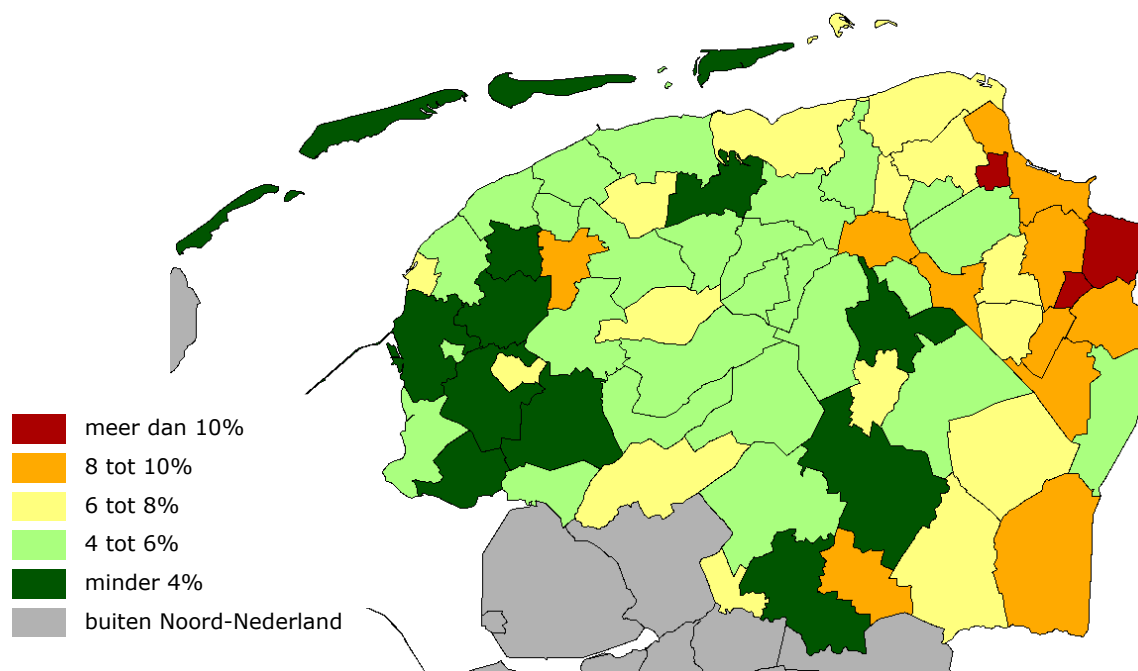 meer dan 10%
8 tot 10%
6 tot 8%
4 tot 6%
minder 4%
buiten Noord-Nederland